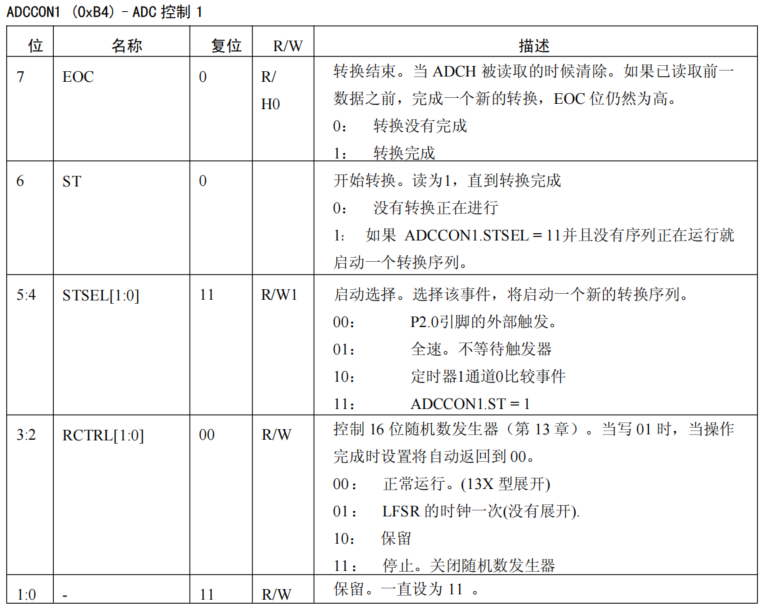 ADCCON1 (0xB4) - ADC 控制 1
位 名称 复位 R/W 描述
7 EOC 0 R/ 转换结束。当 ADCH 被读取的时候清除。如果已读取前一
H0 数据之前，完成一个新的转换，EOC 位仍然为高。
0： 转换没有完成
1： 转换完成
6 ST 0 开始转换。读为1，直到转换完成
0： 没有转换正在进行
1； 如果 ADCCON1.STSEL = 11并且没有序列正在运行就
启动一个转换序列。
5:4 STSEL[1:0] 11 R/W1 启动选择。选择该事件，将启动一个新的转换序列。
00： P2.0引脚的外部触发。
01： 全速。不等待触发器
10： 定时器1通道0比较事件
11： ADCCON1.ST = 1
3:2 RCTRL[1:0] 00 R/W 控制 16 位随机数发生器（第 13 章）。当写 01 时，当操作
完成时设置将自动返回到 00。
00： 正常运行。(13X 型展开)
01： LFSR 的时钟一次(没有展开).
10： 保留
11： 停止。关闭随机数发生器
1:0 - 11 R/W 保留。一直设为 11 。